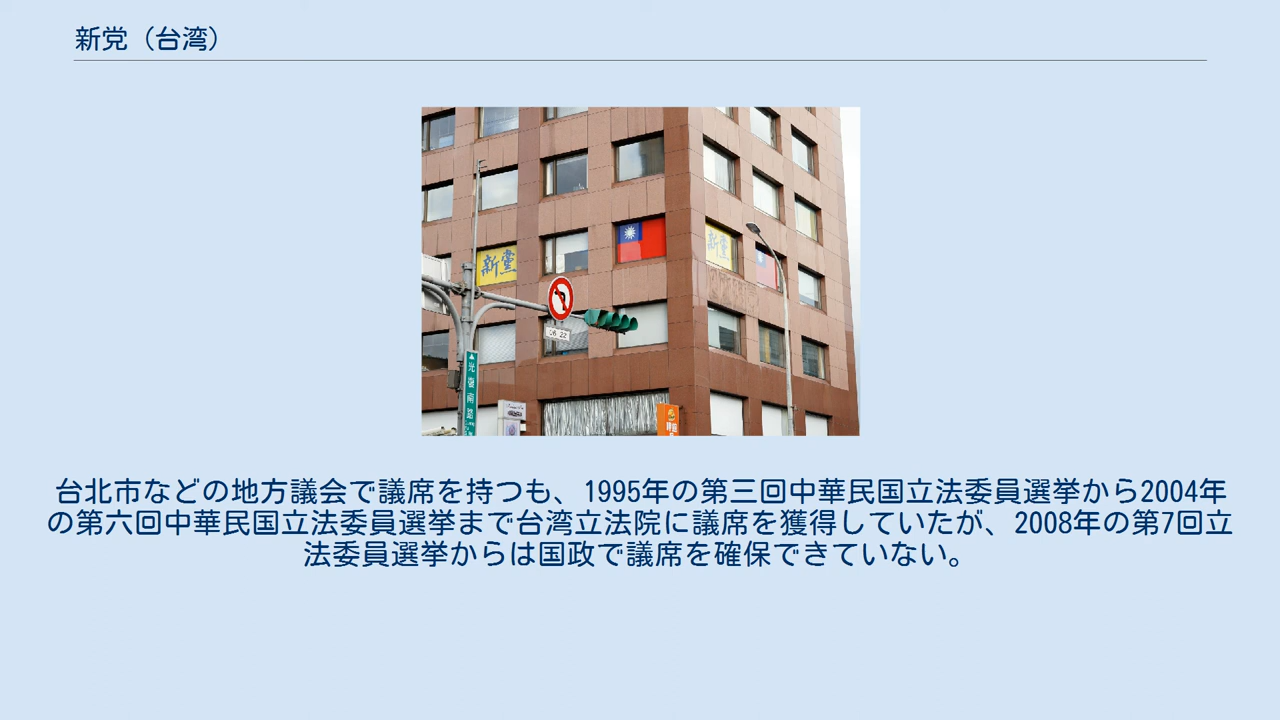 新党（台湾）
新黨
新黨
06 22
光復南路
台北市などの地方議会で議席を持つも、1995年の第三回中華民国立法委員選挙から2004年
の第六回中華民国立法委員選挙まで台湾立法院に議席を獲得していたが、2008年の第7回立
法委員選挙からは国政で議席を確保できていない。